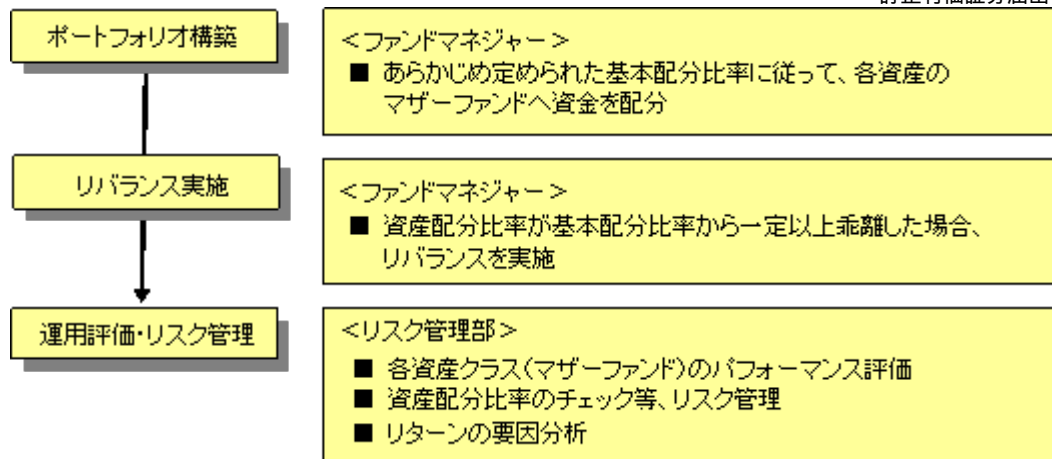 ポートフォリオ構築
<ファンドマネジャー>
■ あらかじめ定められた基本配分比率に従って、各資産の
マザーファンドへ資金を配分
リバランス実施
<ファンドマネジャー>
■ 資産配分比率が基本配分比率から一定以上乖離した場合、
リバランスを実施
運用評価・リスク管理
<リスク管理部>
■ 各資産クラス(マザーファンド)のパフォーマンス評価
■ 資産配分比率のチェック等、リスク管理
■ リターンの要因分析